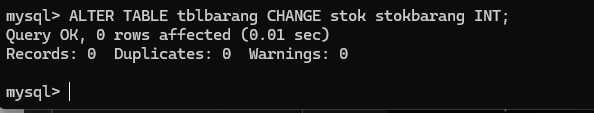 mysql> ALTER TABLE tblbarang CHANGE stok stokbarang INT;
Query OK, 0 rows affected (0.01 sec)
Records: 0  Duplicates: 0  Warnings: 0
mysql>